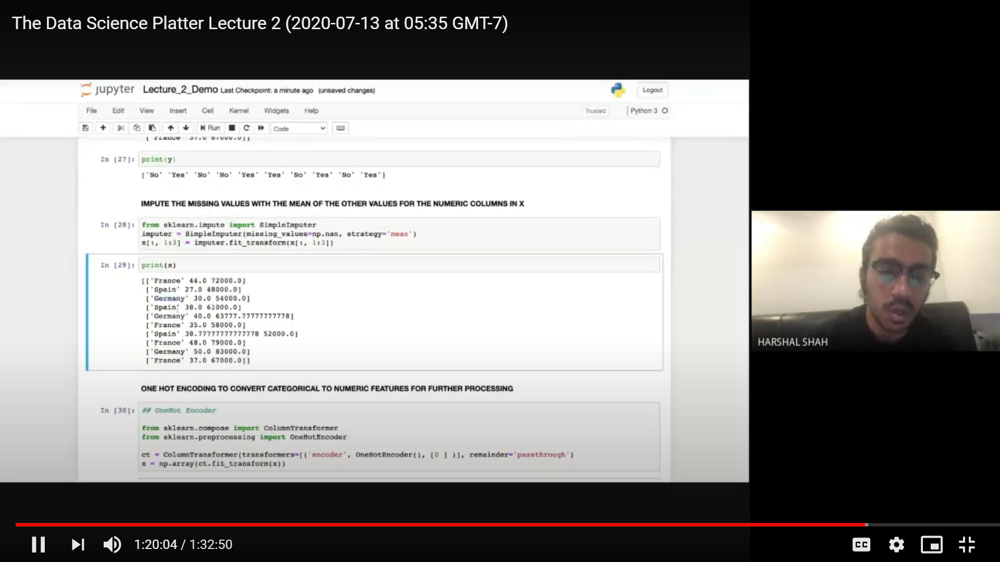 The Data Science Platter Lecture 2 (2020-07-13 at 05:35 GMT-7)
jupyter Lecture_2_Demo Last Checkpoint: a minute ago (unsaved changes)
Logout
File Edit View Insert Cell Kernel Widgets Help
Trusted
Python 3
Run
Code
[ 'France' 37.0 67000.0]]
In [27]: print(y)
['No' 'Yes' 'No' 'No' 'Yes' 'Yes' 'No' 'Yes' 'No' 'Yes']
IMPUTE THE MISSING VALUES WITH THE MEAN OF THE OTHER VALUES FOR THE NUMERIC COLUMNS IN X
In [28]: from sklearn.impute import SimpleImputer
imputer = SimpleImputer(missing_values=np.nan, strategy='mean')
x[:, 1:3] = imputer.fit_transform(x[:, 1:3])
In [29]: print(x)
[['France' 44.0 72000.0]
['Spain' 27.0 48000.0]
['Germany' 30.0 54000.0]
['Spain' 38.0 61000.0]
['Germany' 40.0 63777.77777777778]
['France' 35.0 58000.0]
['Spain' 38.77777777777778 52000.0]
['France' 48.0 79000.0]
['Germany' 50.0 83000.0]
['France' 37.0 67000.0]]
ONE HOT ENCODING TO CONVERT CATEGORICAL TO NUMERIC FEATURES FOR FURTHER PROCESSING
In [30]: ## OneHot Encoder
from sklearn.compose import ColumnTransformer
from sklearn.preprocessing import OneHotEncoder
ct = ColumnTransformer(transformers=[('encoder', OneHotEncoder(), [0 ] )], remainder='passthrough')
x = np.array(ct.fit_transform(x))
HARSHAL SHAH
1:20:04 / 1:32:50
CC